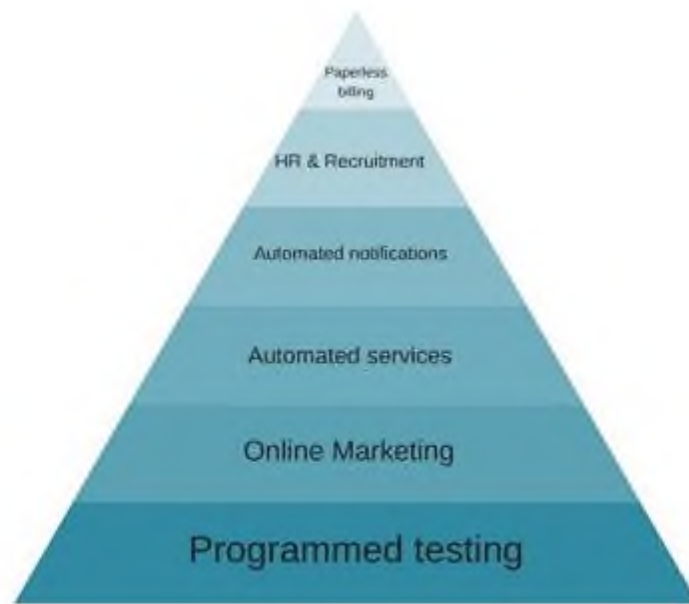 Paperless
billing
HR & Recruitment
Automated notifications
Automated services
Online Marketing
Programmed testing